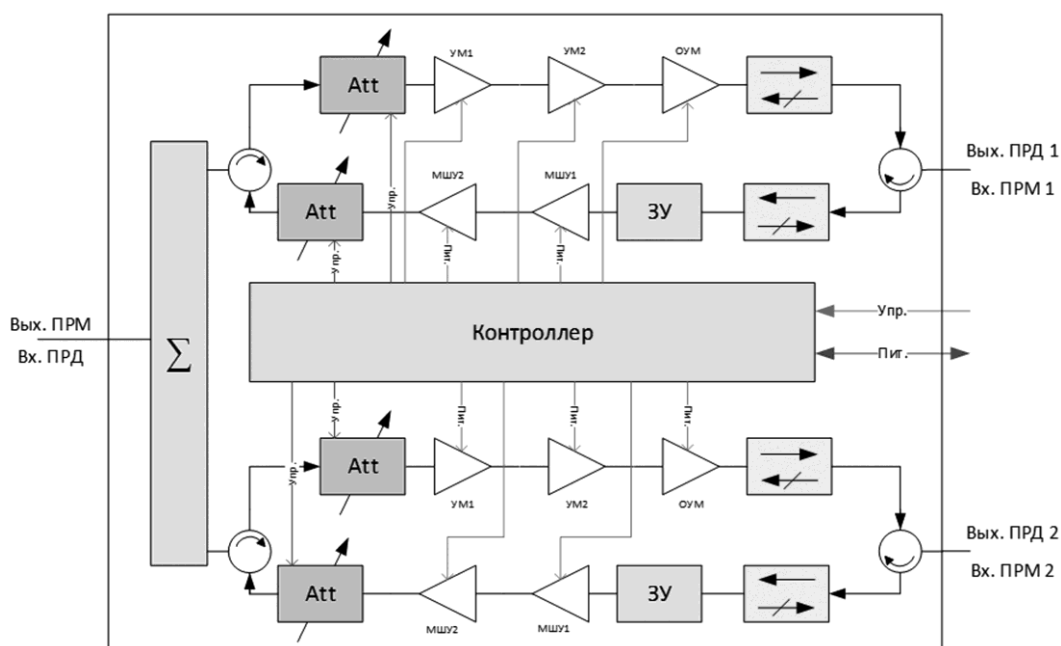 УМ1
УМ2
ОУМ
Att
Вых. ПРД 1
Вх. ПРМ 1
МШУ2
МШУ1
Att
Упр.
ЗУ
Упр.
Пит.
Пит.
Вых. ПРМ
Вх. ПРД
∑
Контроллер
Упр.
Пит.
Упр.
Упр.
Пит.
Пит.
Пит.
Att
УМ1
УМ2
ОУМ
Вых. ПРД 2
Вх. ПРМ 2
Att
ЗУ
МШУ2
МШУ1